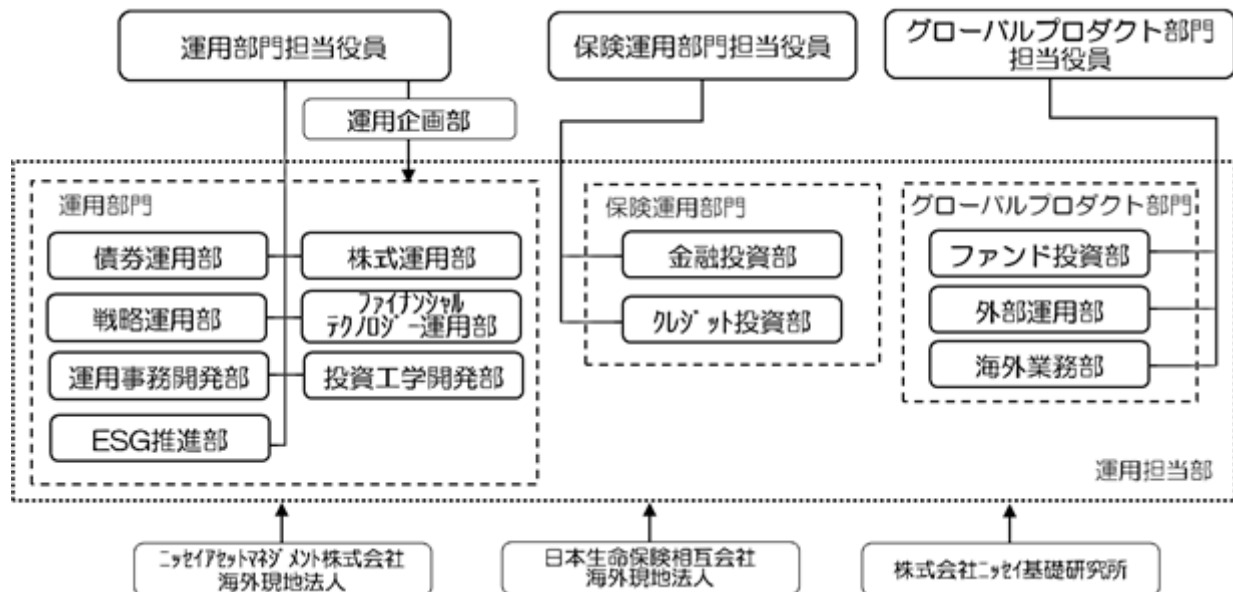 運用部門担当役員
保険運用部門担当役員
グローバルプロダクト部門
担当役員
運用企画部
運用部門
債券運用部
株式運用部
戦略運用部
ファイナンシャル
テクノロジー運用部
運用事務開発部
投資工学開発部
ESG推進部
保険運用部門
金融投資部
クレジット投資部
グローバルプロダクト部門
ファンド投資部
外部運用部
海外業務部
運用担当部
ニッセイアセットマネジメント株式会社
海外現地法人
日本生命保険相互会社
海外現地法人
株式会社ニッセイ基礎研究所